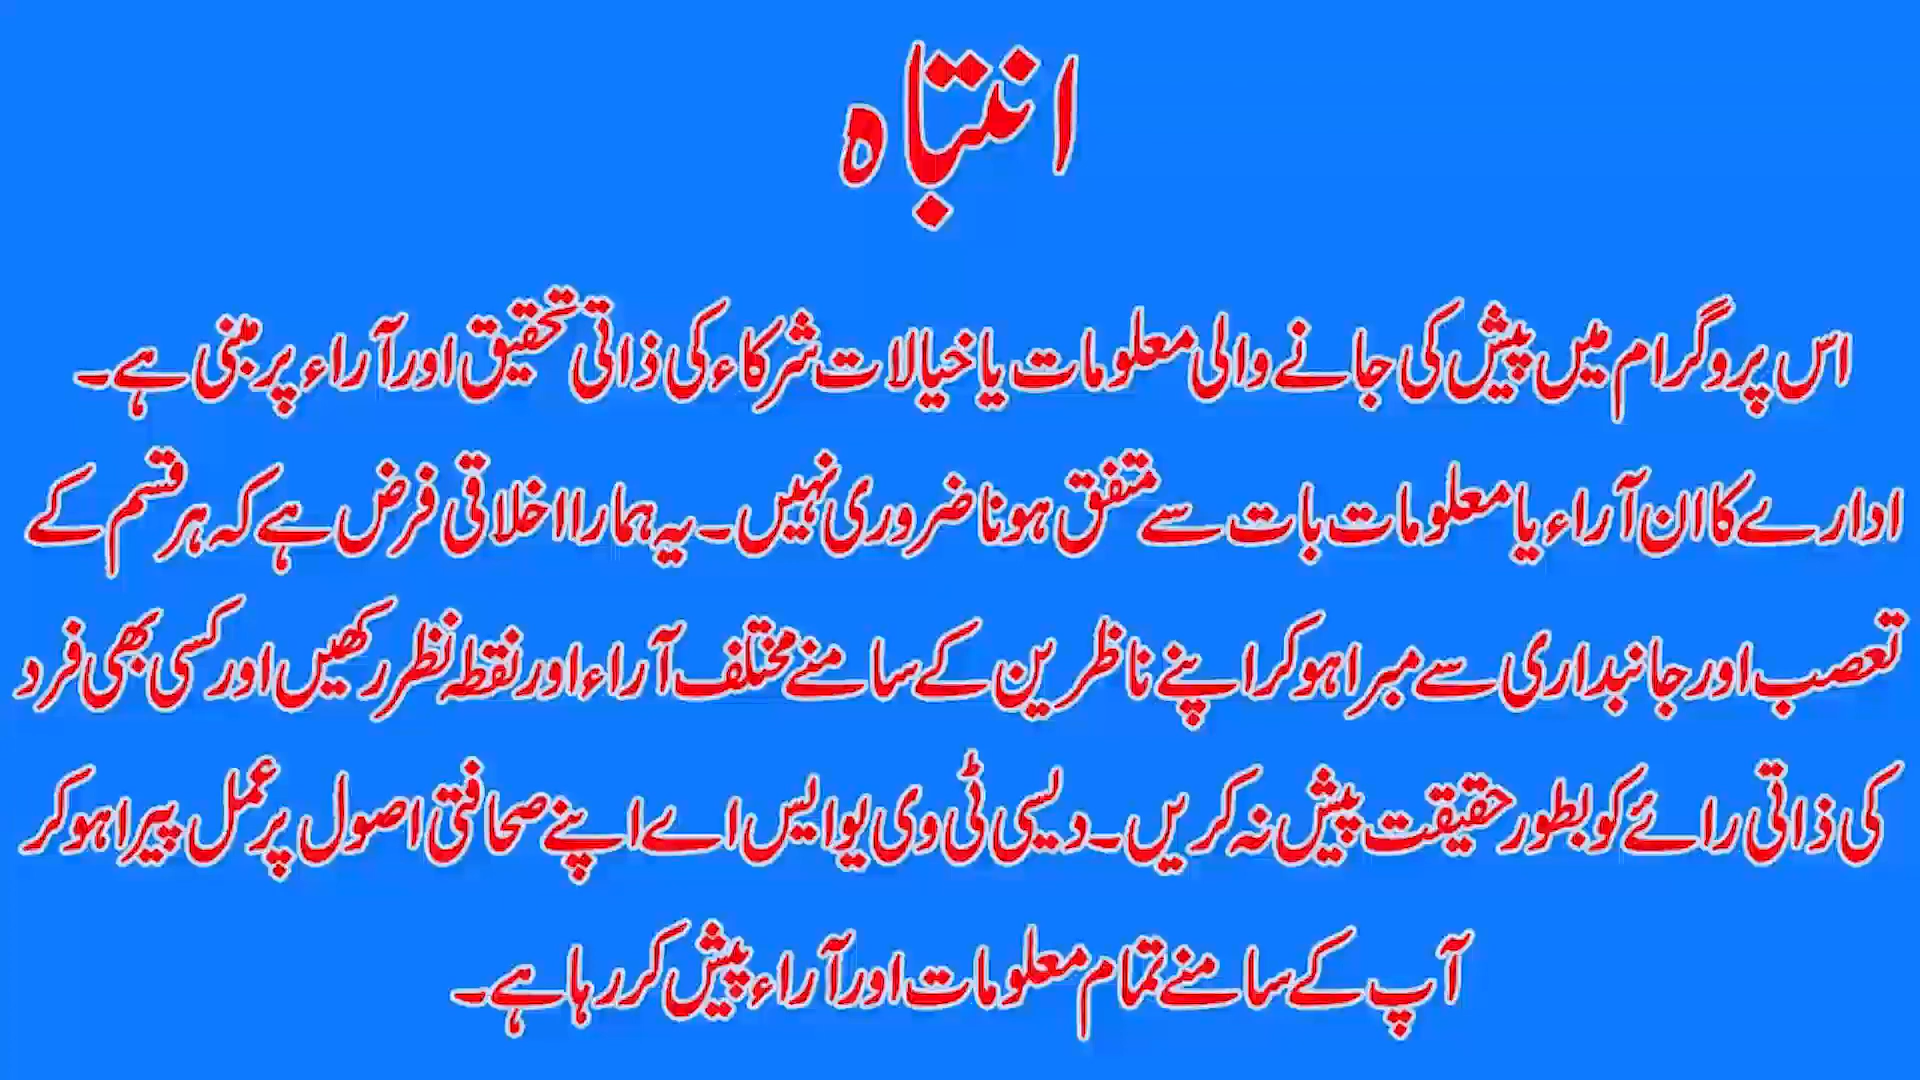 انتباہ
اس پروگرام میں پیش کی جانے والی معلومات یا خیالات شرکاء کی ذاتی تحقیق اور آراء پر مبنی ہے۔
ادارے کا ان آراء یا معلومات بات سے متفق ہونا ضروری نہیں۔ یہ ہمارا اخلاقی فرض ہے کہ ہر قسم کے
تعصب اور جانبداری سے مبرا ہو کر اپنے ناظرین کے سامنے مختلف آراء اور نقطہ نظر رکھیں اور کسی بھی فرد
کی ذاتی رائے کو بطور حقیقت پیش نہ کریں۔ دیسی ٹی وی یو ایس اے اپنے صحافتی اصول پر عمل پیرا ہو کر
آپ کے سامنے تمام معلومات اور آراء پیش کر رہا ہے۔